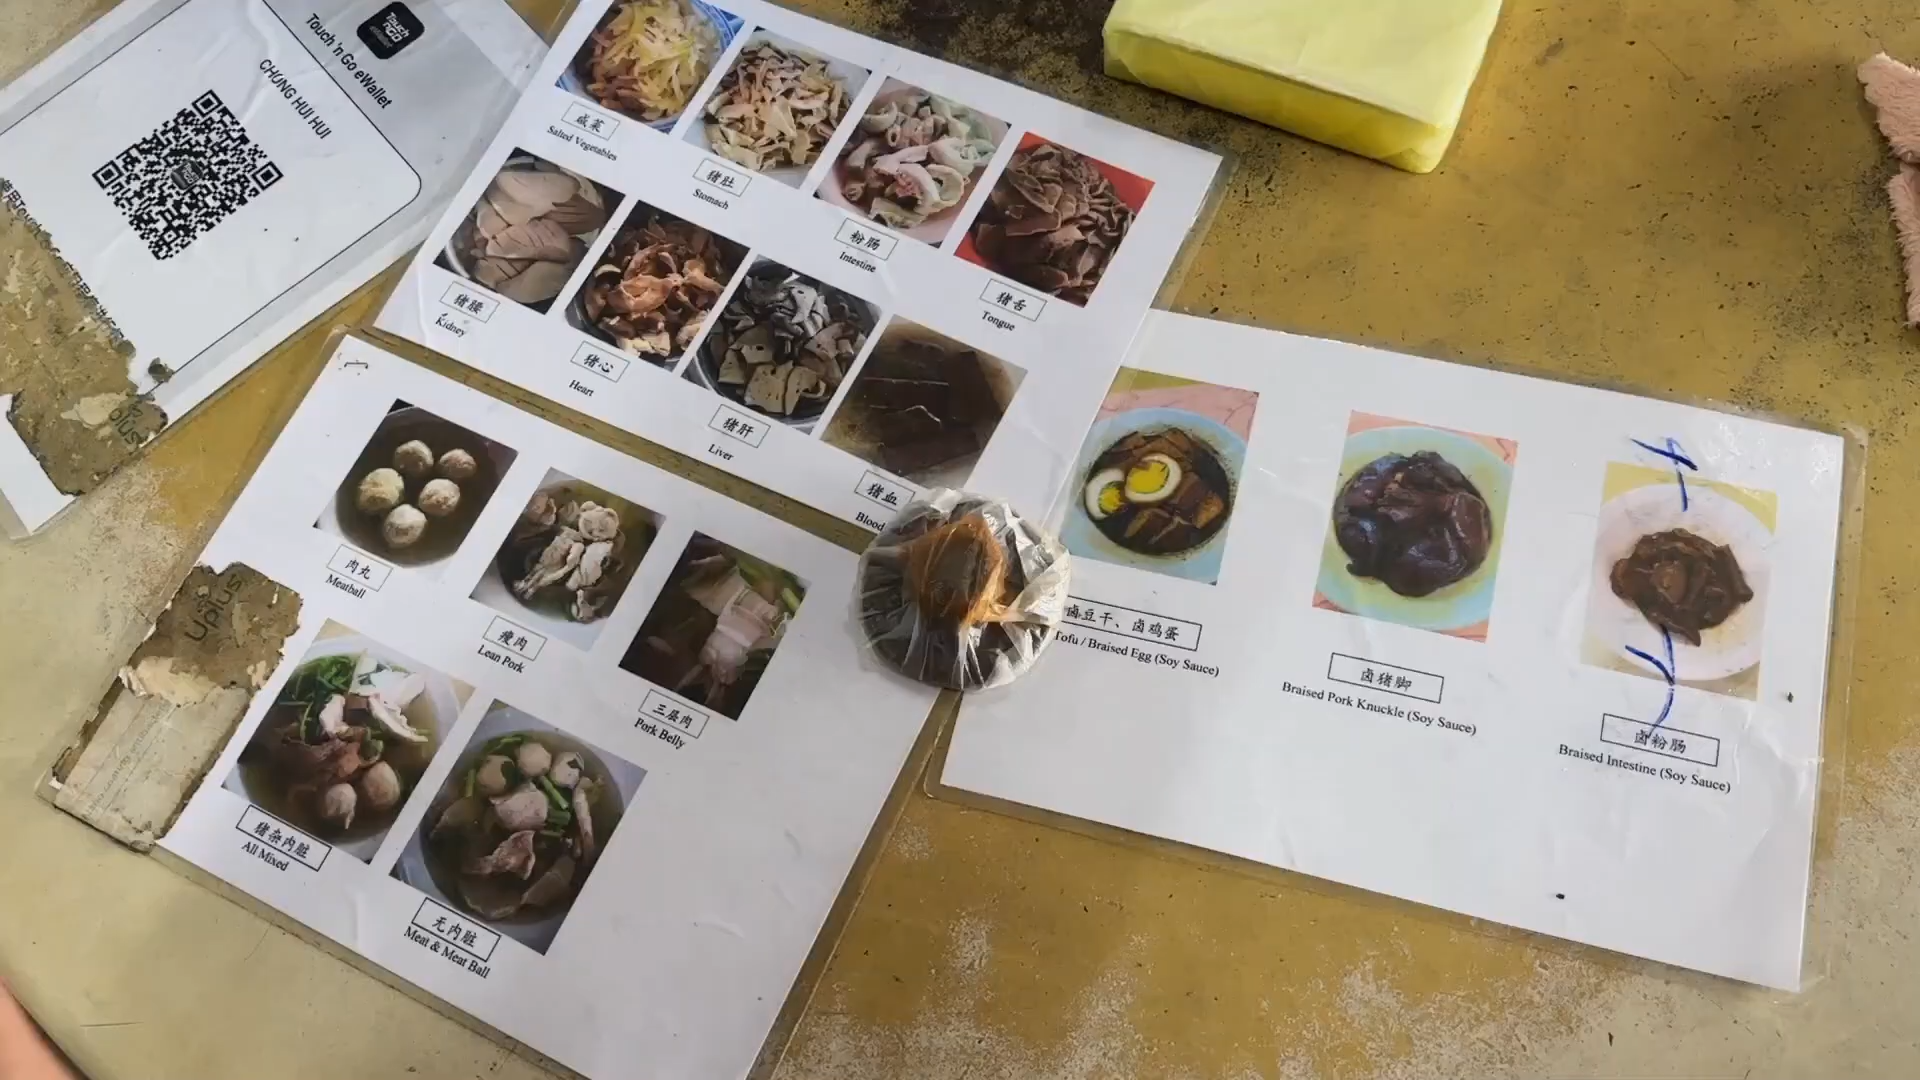 Touch 'n Go eWallet
Touch
'nGO
eWallet
CHUNG HUI HUI
咸菜
Salted Vegetables
猪肚
Stomach
粉肠
Intestine
猪舌
Tongue
猪腰
Kidney
猪心
Heart
猪肝
Liver
猪血
Blood
肉丸
Meatball
瘦肉
Lean Pork
三层肉
Pork Belly
猪杂内脏
All Mixed
无内脏
Meat & Meat Ball
卤豆干、卤鸡蛋
Tofu / Braised Egg (Soy Sauce)
卤猪脚
Braised Pork Knuckle (Soy Sauce)
卤粉肠
Braised Intestine (Soy Sauce)
Uplus
plus